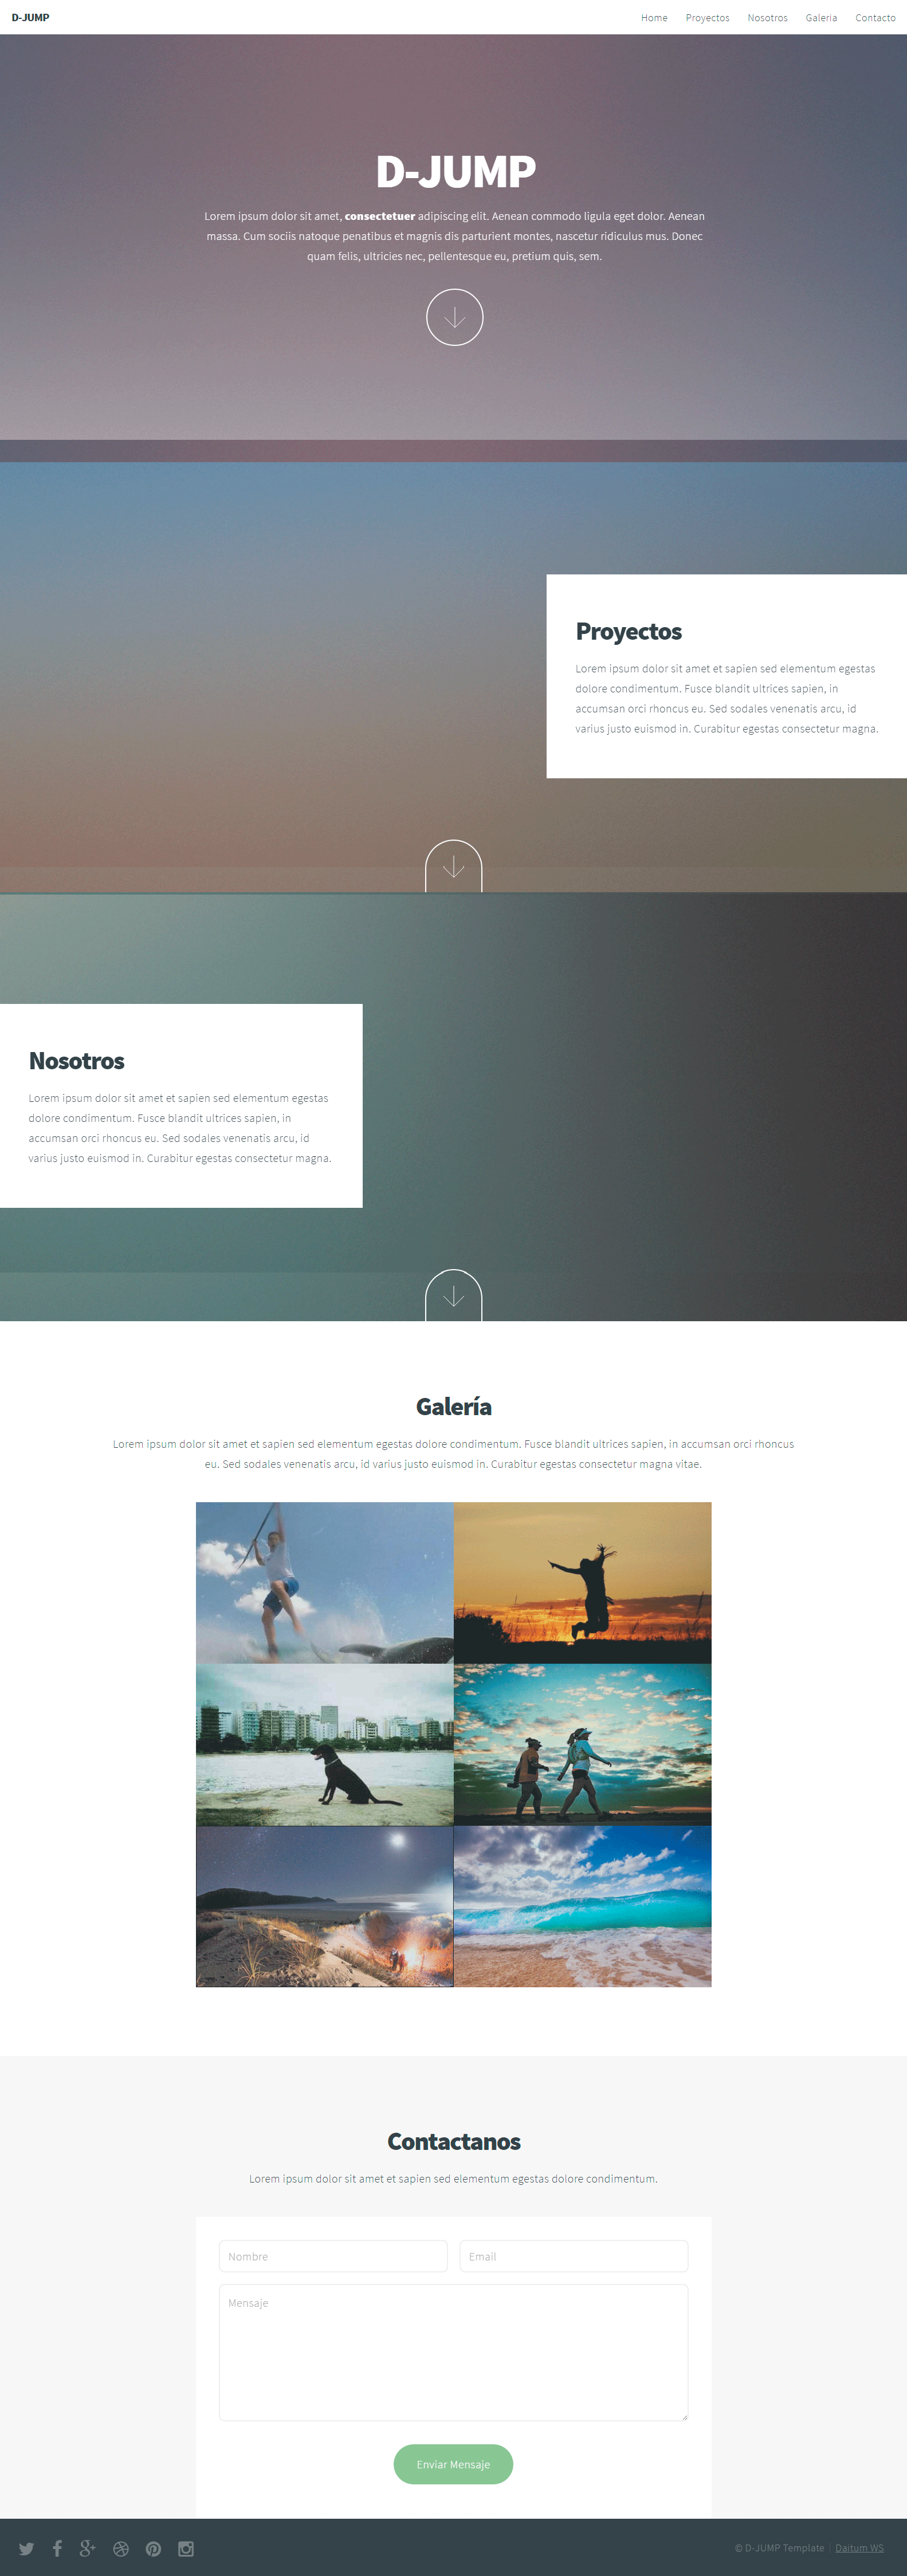 D-JUMP
Home Proyectos Nosotros Galería Contacto
D-JUMP
Lorem ipsum dolor sit amet, consectetuer adipiscing elit. Aenean commodo ligula eget dolor. Aenean
massa. Cum sociis natoque penatibus et magnis dis parturient montes, nascetur ridiculus mus. Donec
quam felis, ultricies nec, pellentesque eu, pretium quis, sem.
Proyectos
Lorem ipsum dolor sit amet et sapien sed elementum egestas
dolore condimentum. Fusce blandit ultrices sapien, in
accumsan orci rhoncus eu. Sed sodales venenatis arcu, id
varius justo euismod in. Curabitur egestas consectetur magna.
Nosotros
Lorem ipsum dolor sit amet et sapien sed elementum egestas
dolore condimentum. Fusce blandit ultrices sapien, in
accumsan orci rhoncus eu. Sed sodales venenatis arcu, id
varius justo euismod in. Curabitur egestas consectetur magna.
Galería
Lorem ipsum dolor sit amet et sapien sed elementum egestas dolore condimentum. Fusce blandit ultrices sapien, in accumsan orci rhoncus
eu. Sed sodales venenatis arcu, id varius justo euismod in. Curabitur egestas consectetur magna vitae.
Contactanos
Lorem ipsum dolor sit amet et sapien sed elementum egestas dolore condimentum.
Nombre Email
Mensaje
Enviar Mensaje
© D-JUMP Template | Daitum WS